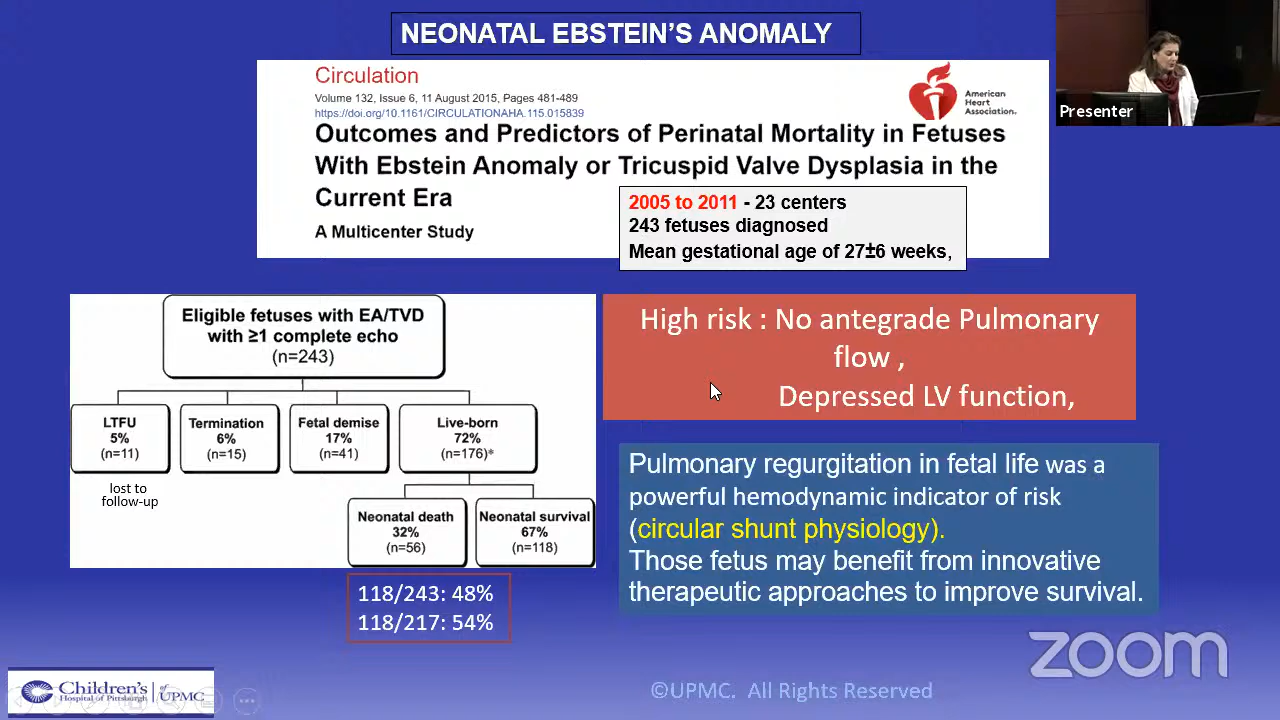 NEONATAL EBSTEIN'S ANOMALY
Presenter
Circulation
Volume 132, Issue 6, 11 August 2015, Pages 481-489
https://doi.org/10.1161/CIRCULATIONAHA.115.015839
American
Heart
Association.
Outcomes and Predictors of Perinatal Mortality in Fetuses
With Ebstein Anomaly or Tricuspid Valve Dysplasia in the
Current Era
A Multicenter Study
2005 to 2011 - 23 centers
243 fetuses diagnosed
Mean gestational age of 27±6 weeks,
Eligible fetuses with EA/TVD
with ≥1 complete echo
(n=243)
LTFU
5%
(n=11)
lost to
follow-up
Termination
6%
(n=15)
Fetal demise
17%
(n=41)
Live-born
72%
(n=176)*
Neonatal death
32%
(n=56)
Neonatal survival
67%
(n=118)
118/243: 48%
118/217: 54%
High risk : No antegrade Pulmonary
flow ,
Depressed LV function,
Pulmonary regurgitation in fetal life was a
powerful hemodynamic indicator of risk
(circular shunt physiology).
Those fetus may benefit from innovative
therapeutic approaches to improve survival.
zoom
Children's
Hospital of Pittsburgh
UPMC
©UPMC. All Rights Reserved